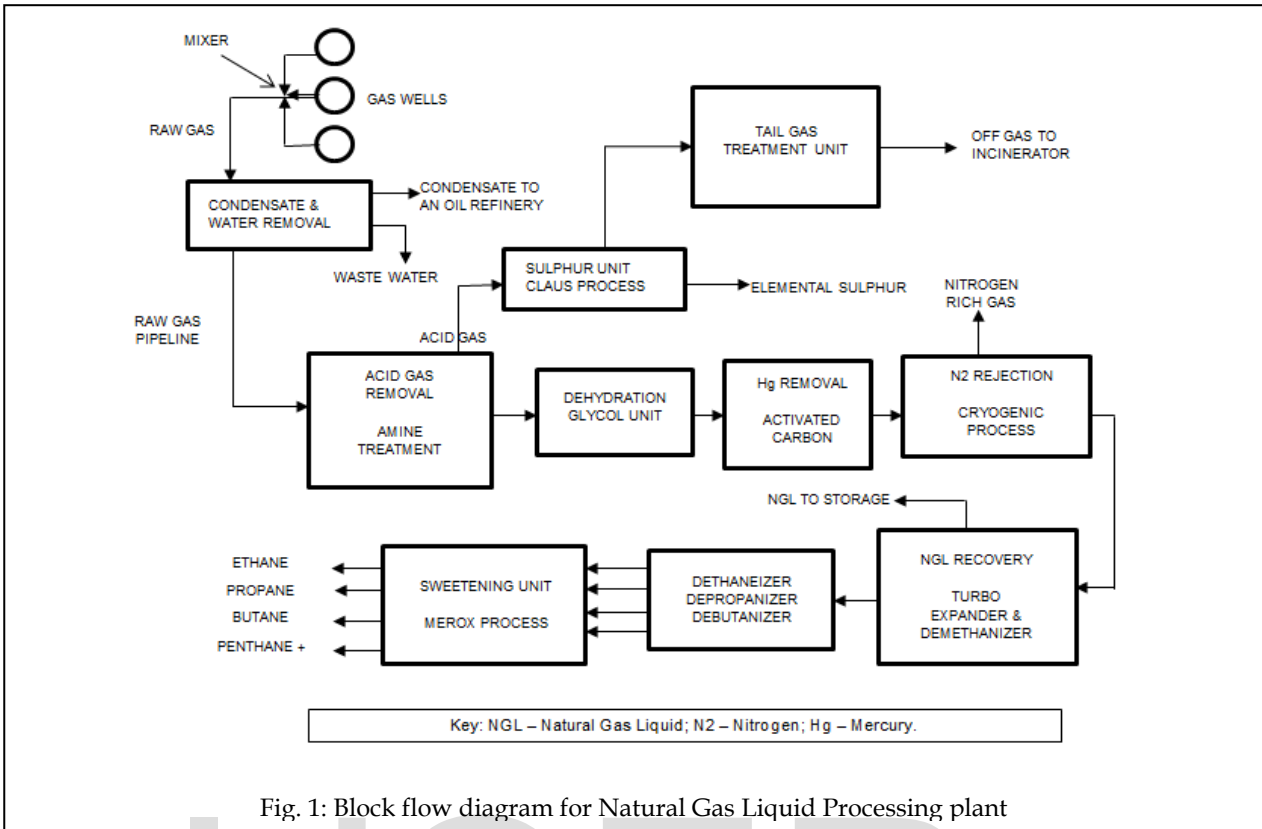 MIXER
GAS WELLS
RAW GAS
CONDENSATE &
WATER REMOVAL
CONDENSATE TO
AN OIL REFINERY
WASTE WATER
TAIL GAS
TREATMENT UNIT
OFF GAS TO
INCINERATOR
SULPHUR UNIT
CLAUS PROCESS
ELEMENTAL SULPHUR
NITROGEN
RICH GAS
RAW GAS
PIPELINE
ACID GAS
ACID GAS
REMOVAL
AMINE
TREATMENT
DEHYDRATION
GLYCOL UNIT
Hg REMOVAL
ACTIVATED
CARBON
N2 REJECTION
CRYOGENIC
PROCESS
NGL TO STORAGE
NGL RECOVERY
TURBO
EXPANDER &
DEMETHANIZER
DETHANEIZER
DEPROPANIZER
DEBUTANIZER
SWEETENING UNIT
MEROX PROCESS
ETHANE
PROPANE
BUTANE
PENTHANE +
Key: NGL – Natural Gas Liquid; N2 – Nitrogen; Hg – Mercury.
Fig. 1: Block flow diagram for Natural Gas Liquid Processing plant